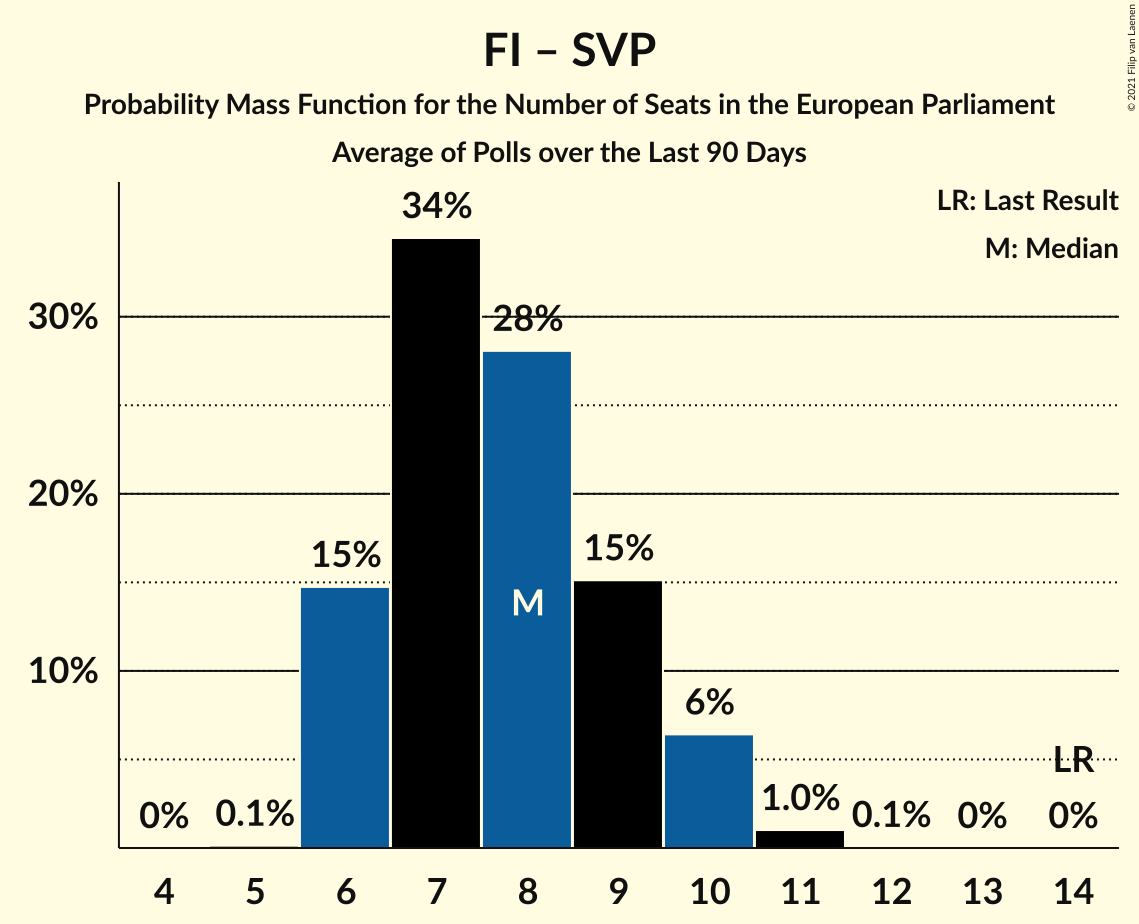 FI – SVP
Probability Mass Function for the Number of Seats in the European Parliament
Average of Polls over the Last 90 Days
© 2021 Filip van Laenen
LR: Last Result
M: Median
34%
30%
28%
20%
15%
15%
M
10%
6%
LR
0%
0.1%
1.0%
0.1%
0%
0%
4 5 6 7 8 9 10 11 12 13 14